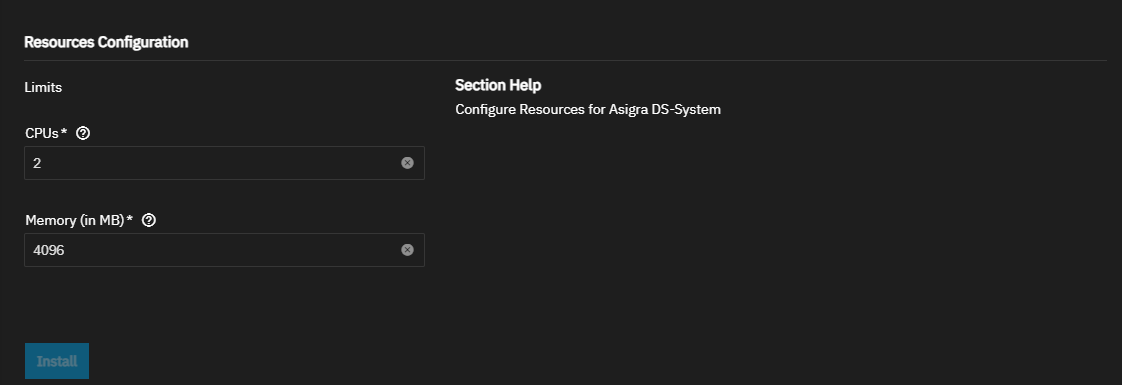 Resources Configuration
Limits
Section Help
Configure Resources for Asigra DS-System
CPUs*
2
Memory (in MB)*
4096
Install